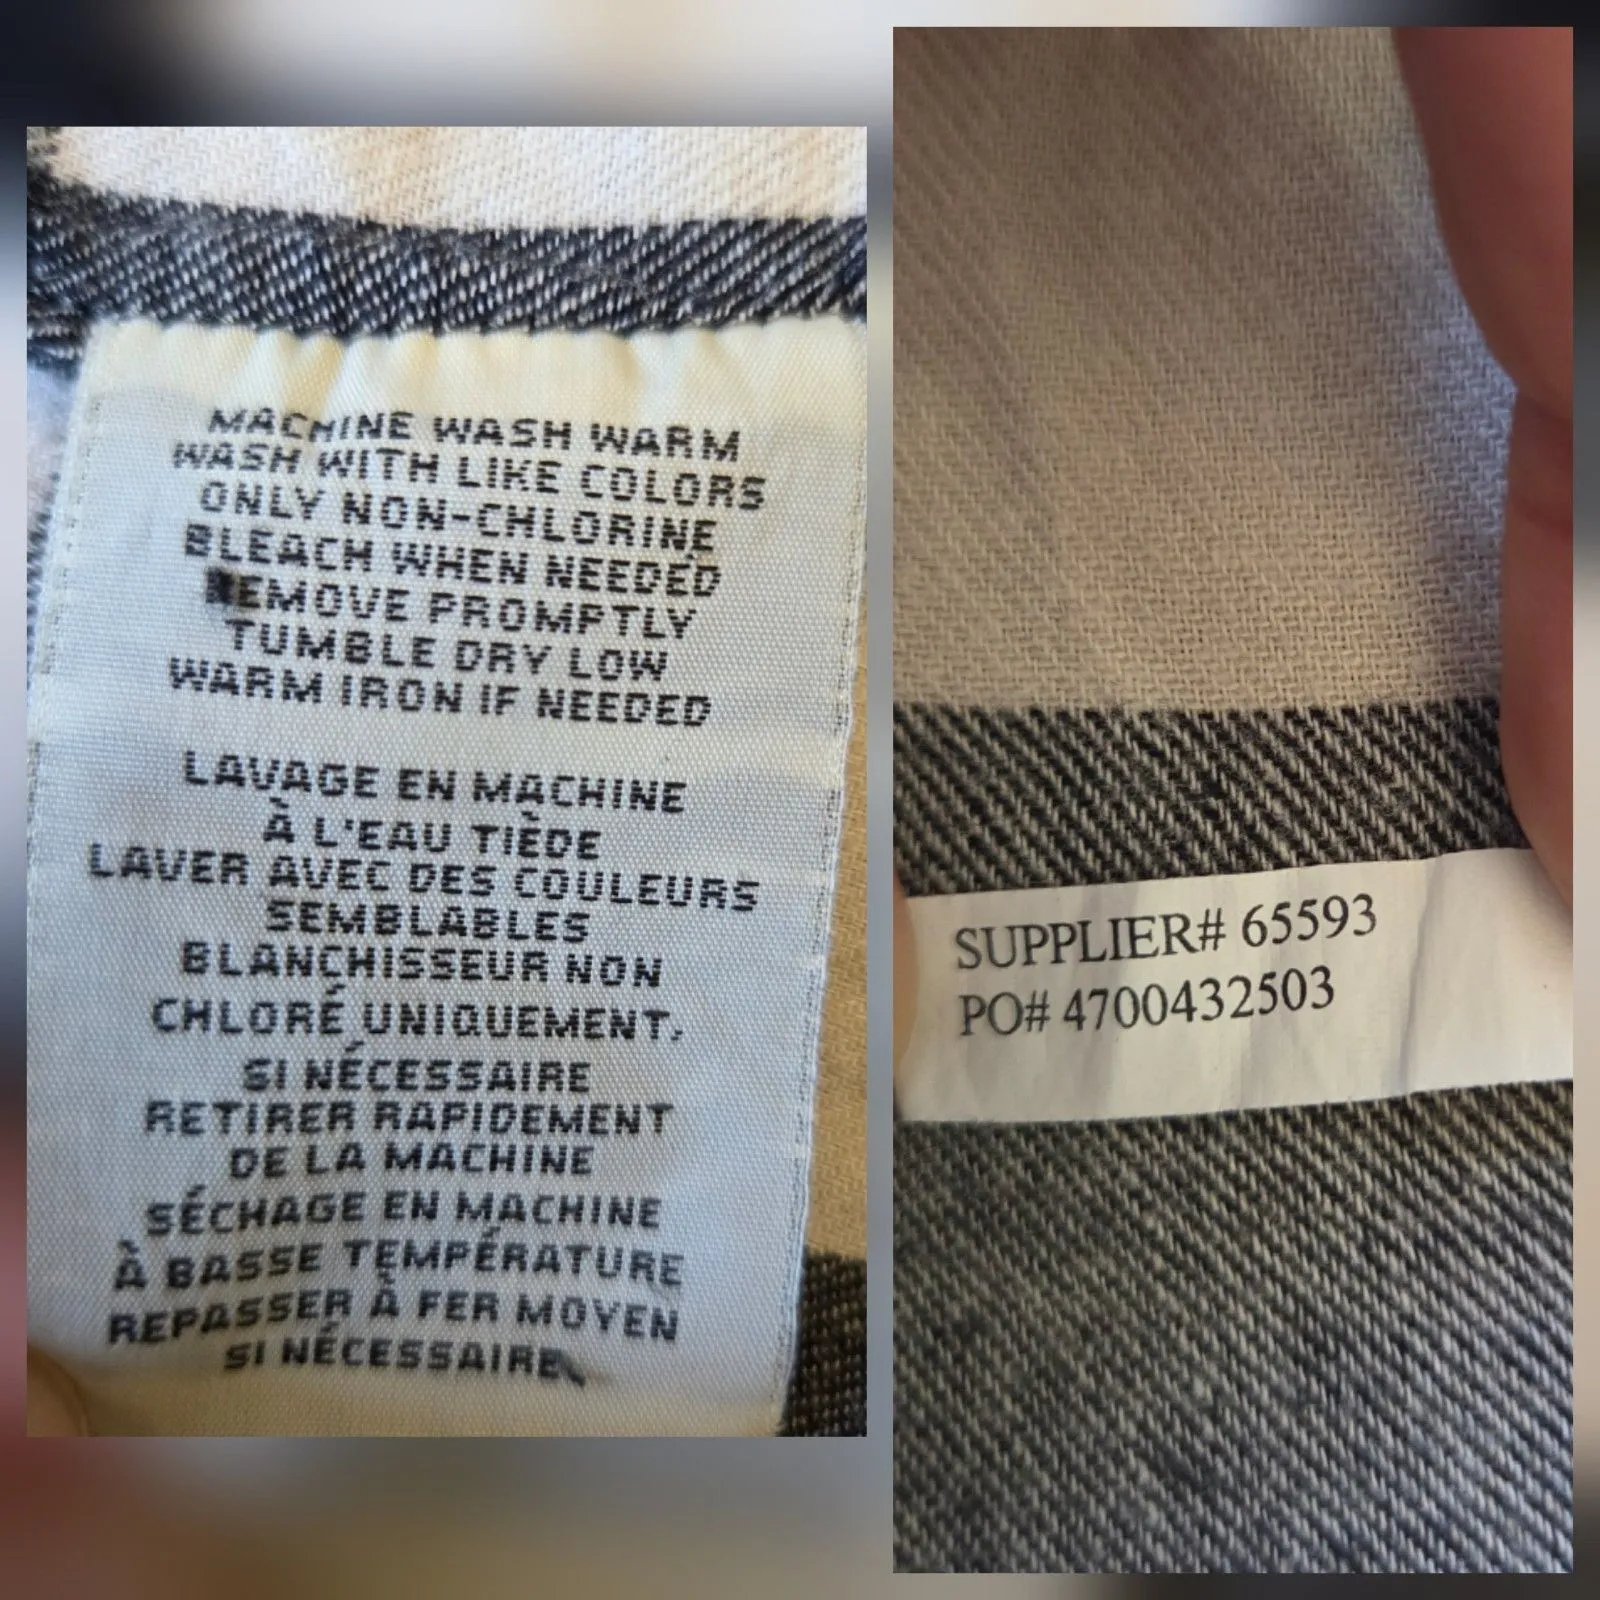 MACHINE WASH WARM
WASH WITH LIKE COLORS
ONLY NON-CHLORINE
BLEACH WHEN NEEDED
REMOVE PROMPTLY
TUMBLE DRY LOW
WARM IRON IF NEEDED
LAVAGE EN MACHINE
À L'EAU TIÈDE
LAVER AVEC DES COULEURS
SEMBLABLES
BLANCHISSEUR NON
CHLORÉ UNIQUEMENT,
SI NÉCESSAIRE
RETIRER RAPIDEMENT
DE LA MACHINE
SÉCHAGE EN MACHINE
À BASSE TEMPÉRATURE
REPASSER À FER MOYEN
SI NÉCESSAIRE
SUPPLIER# 65593
PO# 4700432503